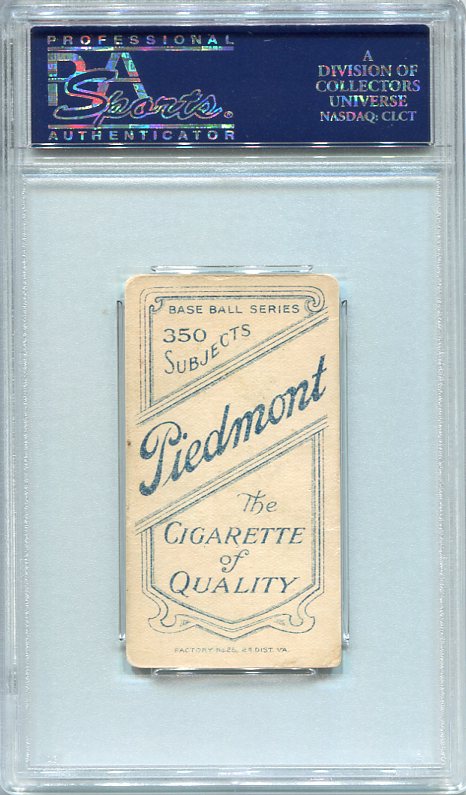 PROFESSIONAL
PSA
Sports.
AUTHENTICATOR
A
DIVISION OF
COLLECTORS
UNIVERSE
NASDAQ: CLCT
BASE BALL SERIES
350
SUBJECTS
Piedmont
The
CIGARETTE
of
QUALITY
FACTORY No. 25, 2d DIST. VA.